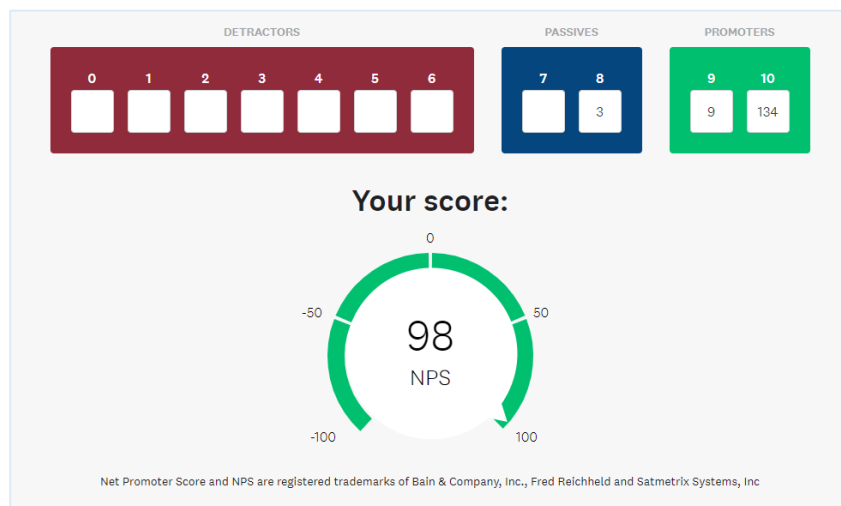 DETRACTORS PASSIVES PROMOTERS
0 1 2 3 4 5 6 7 8 9 10
3 9 134
Your score:
0
-50 50
98
NPS
-100 100
Net Promoter Score and NPS are registered trademarks of Bain & Company, Inc., Fred Reichheld and Satmetrix Systems, Inc